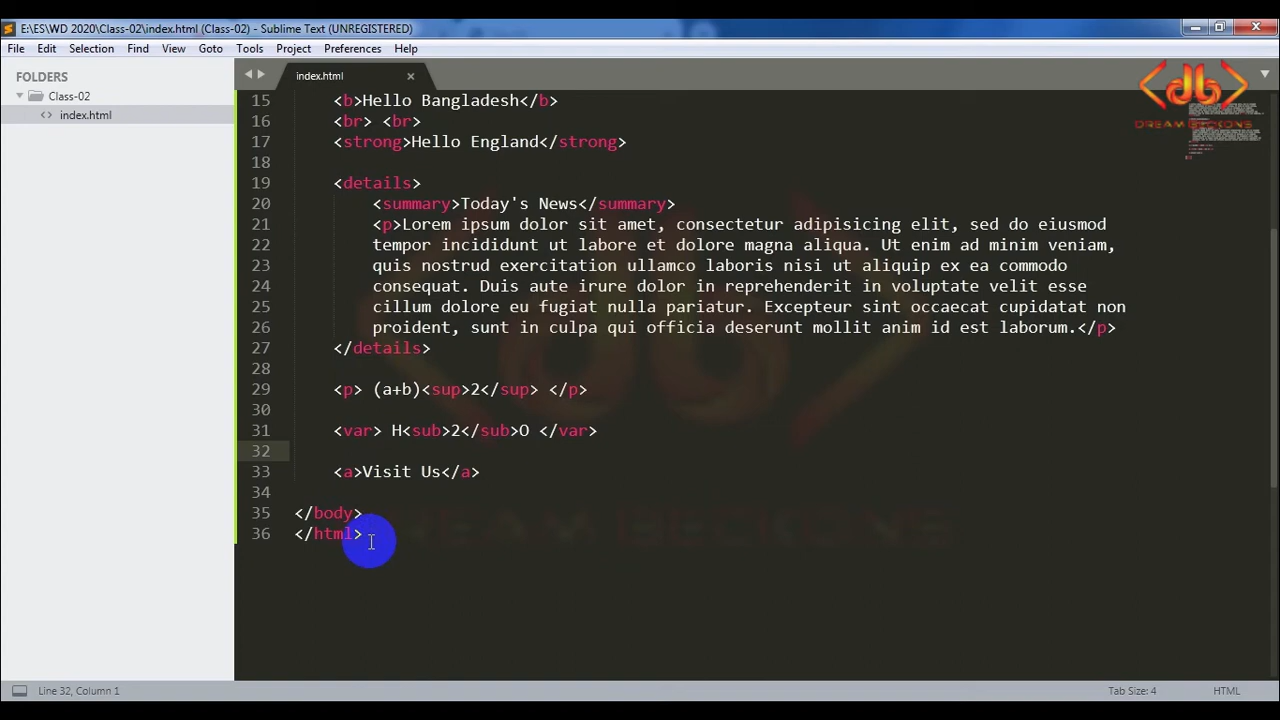 E:\ES\WD 2020\Class-02\index.html (Class-02) - Sublime Text (UNREGISTERED)
File Edit Selection Find View Goto Tools Project Preferences Help
FOLDERS
Class-02
index.html
index.html
DREAM BECKONS
15 <b>Hello Bangladesh</b>
16 <br> <br>
17 <strong>Hello England</strong>
18
19 <details>
20 <summary>Today's News</summary>
21 <p>Lorem ipsum dolor sit amet, consectetur adipisicing elit, sed do eiusmod
22 tempor incididunt ut labore et dolore magna aliqua. Ut enim ad minim veniam,
23 quis nostrud exercitation ullamco laboris nisi ut aliquip ex ea commodo
24 consequat. Duis aute irure dolor in reprehenderit in voluptate velit esse
25 cillum dolore eu fugiat nulla pariatur. Excepteur sint occaecat cupidatat non
26 proident, sunt in culpa qui officia deserunt mollit anim id est laborum.</p>
27 </details>
28
29 <p> (a+b)<sup>2</sup> </p>
30
31 <var> H<sub>2</sub>O </var>
32
33 <a>Visit Us</a>
34
35 </body>
36 </html>
DREAM BECKONS
Line 32, Column 1
Tab Size: 4
HTML